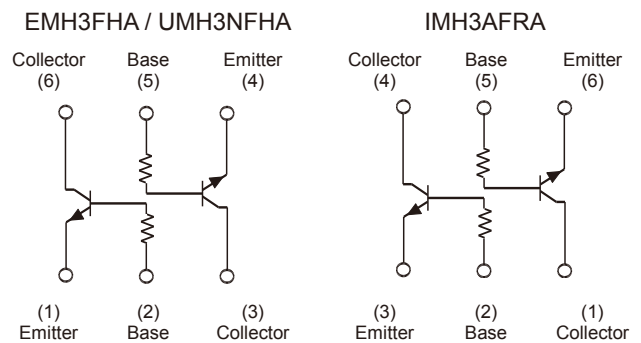 EMH3FHA / UMH3NFHA
Collector Base Emitter
(6) (5) (4)
(1) (2) (3)
Emitter Base Collector
IMH3AFRA
Collector Base Emitter
(4) (5) (6)
(3) (2) (1)
Emitter Base Collector